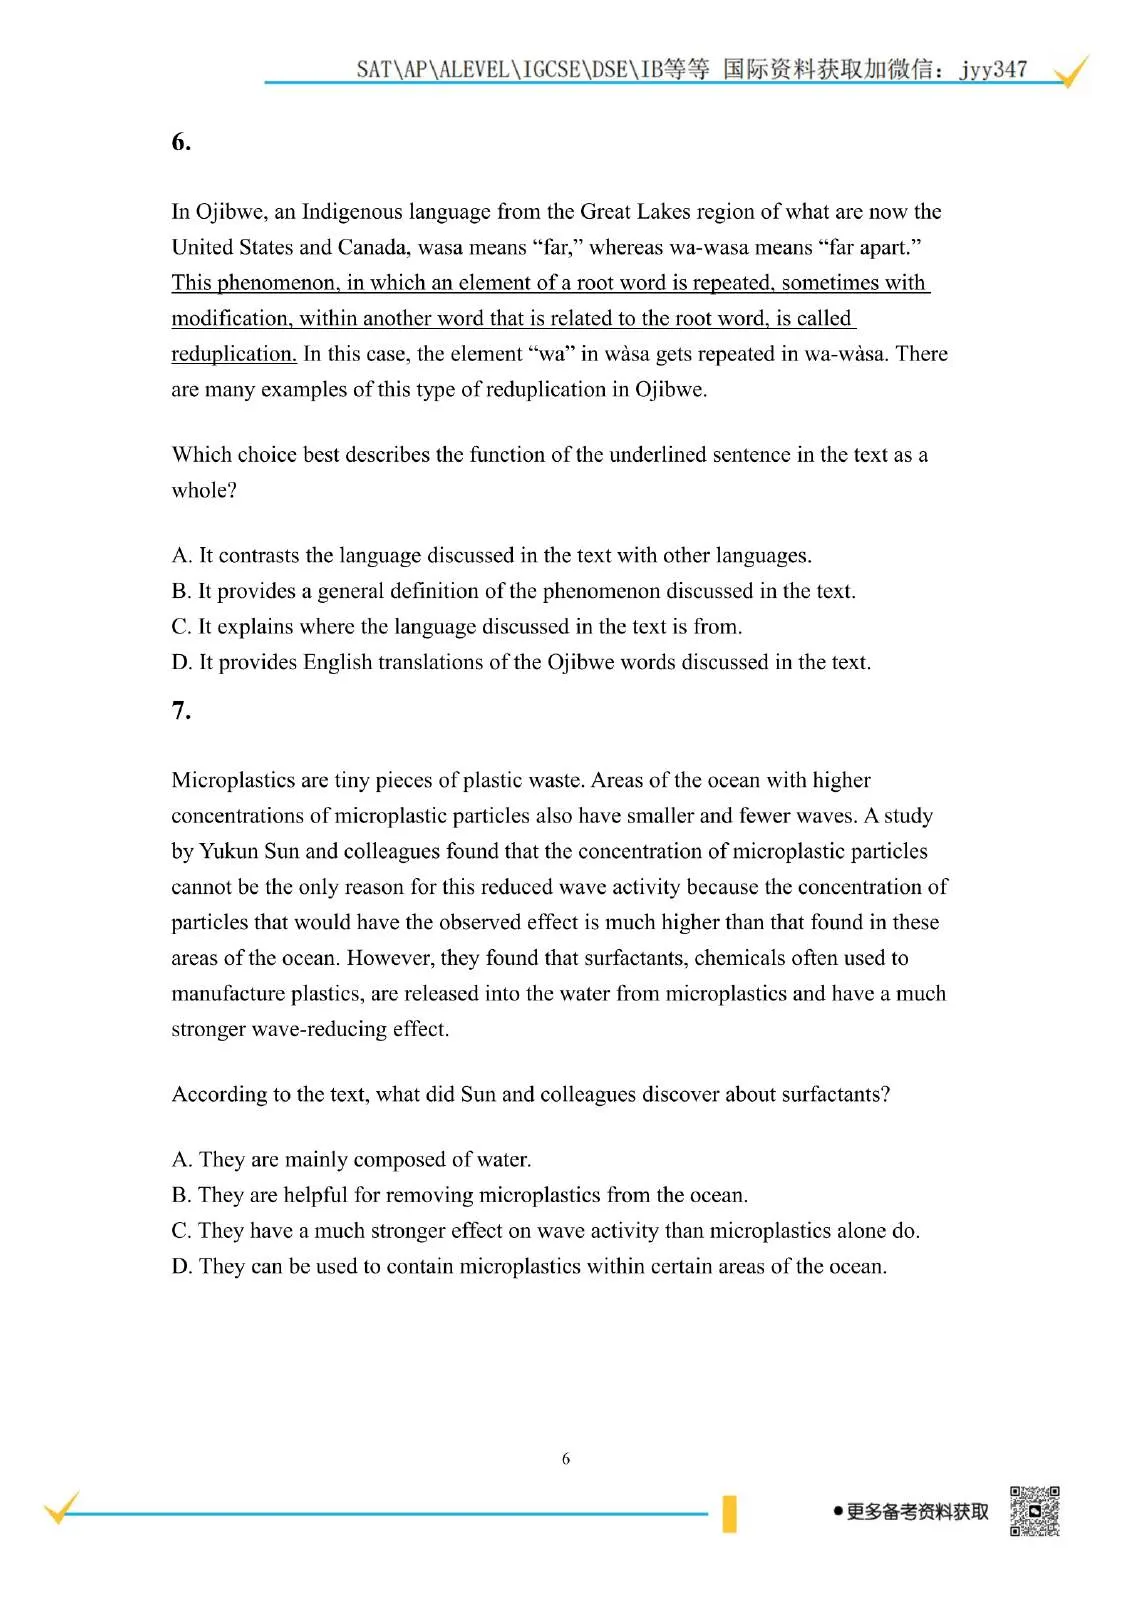 SAT\AP\ALEVEL\IGCSE\DSE\IB等等 国际资料获取加微信：jyy347
6.
In Ojibwe, an Indigenous language from the Great Lakes region of what are now the
United States and Canada, wasa means “far,” whereas wa-wasa means “far apart.”
This phenomenon, in which an element of a root word is repeated, sometimes with
modification, within another word that is related to the root word, is called
reduplication. In this case, the element “wa” in wàsa gets repeated in wa-wàsa. There
are many examples of this type of reduplication in Ojibwe.
Which choice best describes the function of the underlined sentence in the text as a
whole?
A. It contrasts the language discussed in the text with other languages.
B. It provides a general definition of the phenomenon discussed in the text.
C. It explains where the language discussed in the text is from.
D. It provides English translations of the Ojibwe words discussed in the text.
7.
Microplastics are tiny pieces of plastic waste. Areas of the ocean with higher
concentrations of microplastic particles also have smaller and fewer waves. A study
by Yukun Sun and colleagues found that the concentration of microplastic particles
cannot be the only reason for this reduced wave activity because the concentration of
particles that would have the observed effect is much higher than that found in these
areas of the ocean. However, they found that surfactants, chemicals often used to
manufacture plastics, are released into the water from microplastics and have a much
stronger wave-reducing effect.
According to the text, what did Sun and colleagues discover about surfactants?
A. They are mainly composed of water.
B. They are helpful for removing microplastics from the ocean.
C. They have a much stronger effect on wave activity than microplastics alone do.
D. They can be used to contain microplastics within certain areas of the ocean.
6
●更多备考资料获取